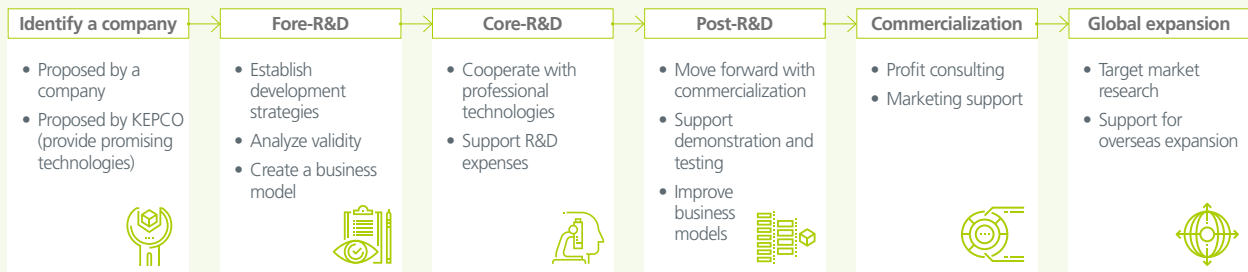 Identify a company
• Proposed by a
company
• Proposed by KEPCO
(provide promising
technologies)
Fore-R&D
• Establish
development
strategies
• Analyze validity
• Create a business
model
Core-R&D
• Cooperate with
professional
technologies
• Support R&D
expenses
Post-R&D
• Move forward with
commercialization
• Support
demonstration and
testing
• Improve
business
models
Commercialization
• Profit consulting
• Marketing support
Global expansion
• Target market
research
• Support for
overseas expansion